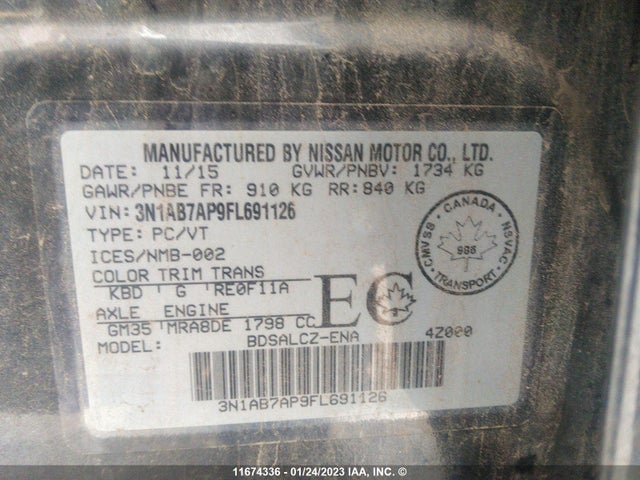 MANUFACTURED BY NISSAN MOTOR CO., LTD.
DATE: 11/15 GVWR/PNBV: 1734 KG
GAWR/PNBE FR: 910 KG RR: 840 KG
VIN: 3N1AB7AP9FL691126
TYPE: PC/VT
ICES/NMB-002
COLOR TRIM TRANS
KBD G RE0F11A
AXLE ENGINE
GM35 MRA8DE 1798 CC
MODEL: BDSALCZ-ENA 4Z000
EC
CANADA
CMVSS NSVAC
986
TRANSPORT
3N1AB7AP9FL691126
11674336 - 01/24/2023 IAA, Inc. ©